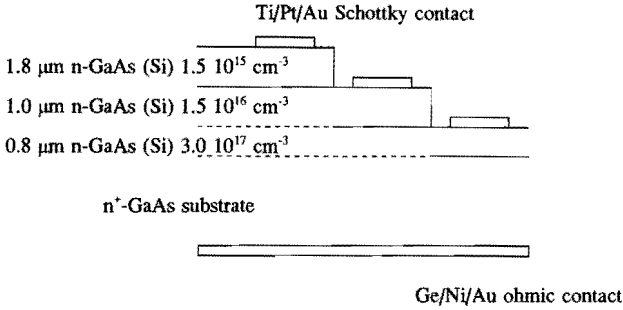 Ti/Pt/Au Schottky contact
1.8 μm n-GaAs (Si) 1.5 10¹⁵ cm⁻³
1.0 μm n-GaAs (Si) 1.5 10¹⁶ cm⁻³
0.8 μm n-GaAs (Si) 3.0 10¹⁷ cm⁻³
n⁺-GaAs substrate
Ge/Ni/Au ohmic contact